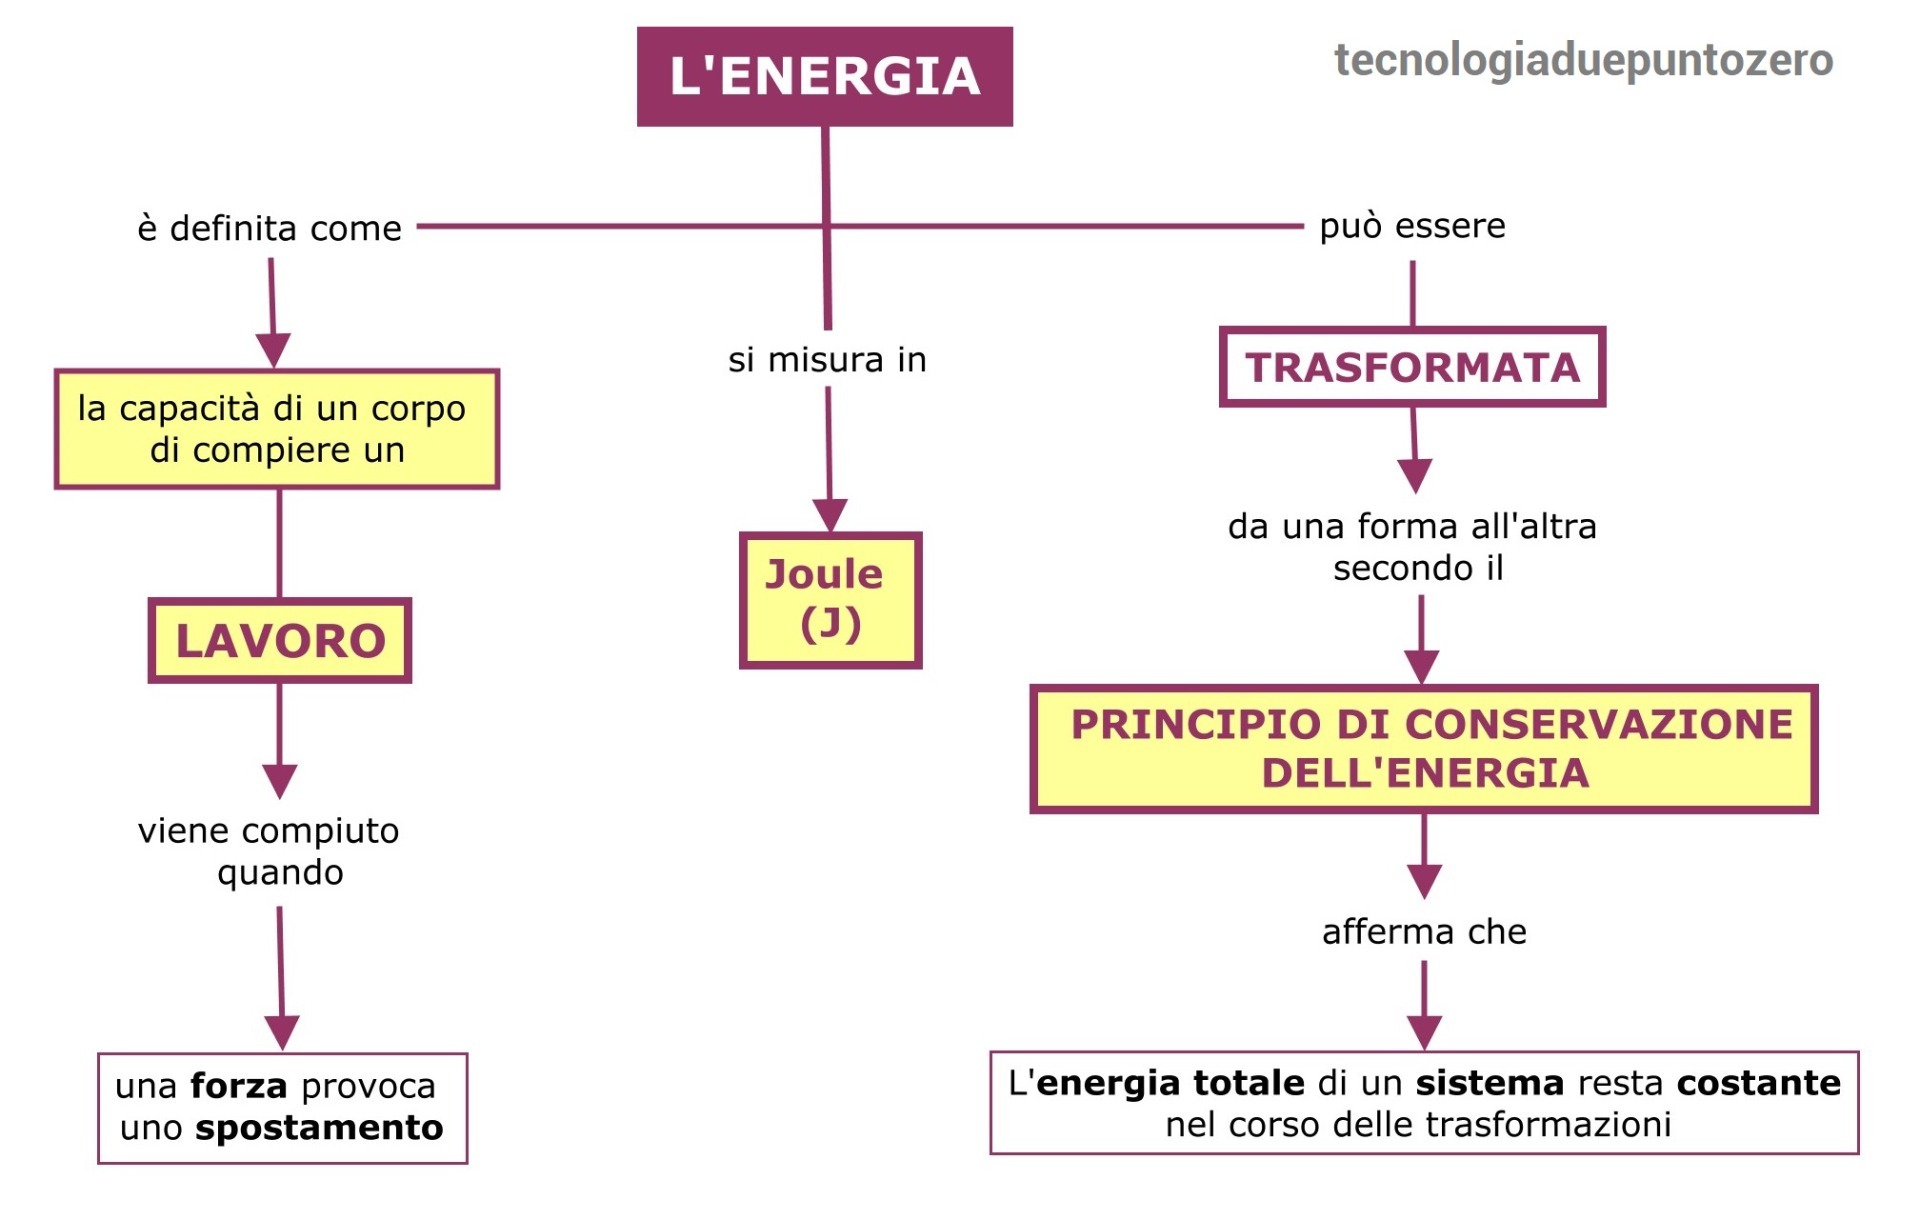 L'ENERGIA
tecnologiaduepuntozero
è definita come
può essere
si misura in
la capacità di un corpo
di compiere un
LAVORO
viene compiuto
quando
una forza provoca
uno spostamento
Joule
(J)
TRASFORMATA
da una forma all'altra
secondo il
PRINCIPIO DI CONSERVAZIONE
DELL'ENERGIA
afferma che
L'energia totale di un sistema resta costante
nel corso delle trasformazioni